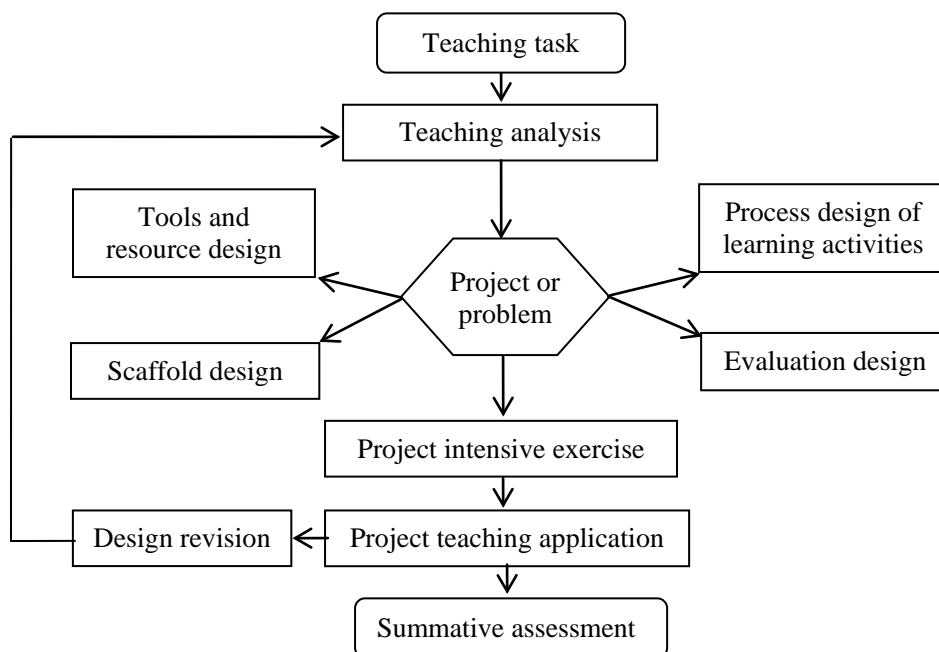 Teaching task
Teaching analysis
Tools and
resource design
Process design of
learning activities
Project or
problem
Scaffold design
Evaluation design
Project intensive exercise
Design revision
Project teaching application
Summative assessment